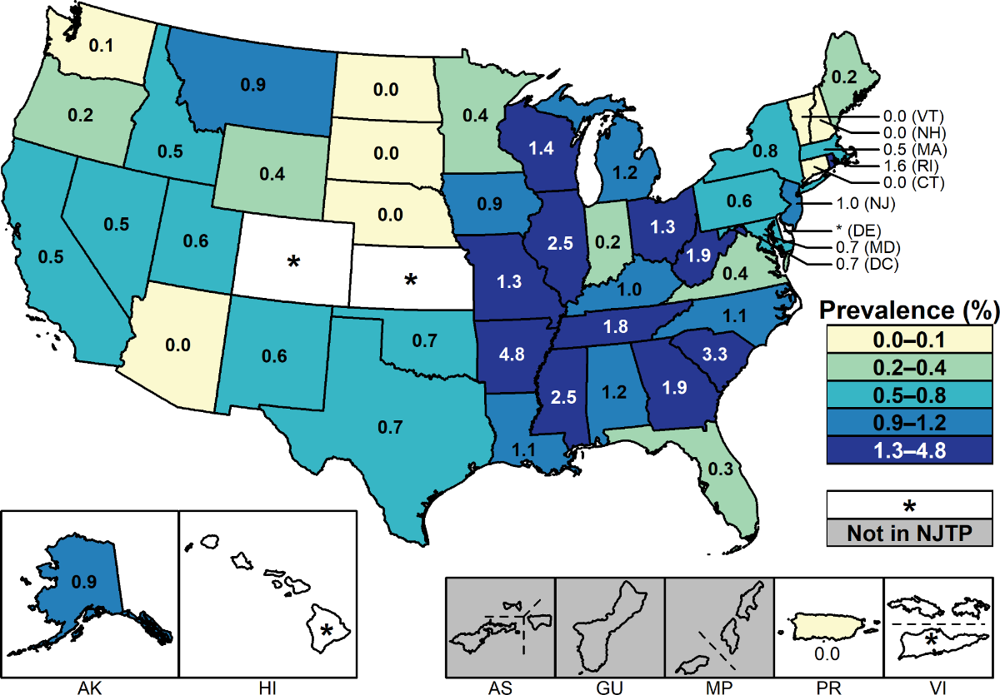 0.1
0.9
0.0
0.4
0.2
0.2
0.0 (VT)
0.0 (NH)
0.5 (MA)
1.6 (RI)
0.0 (CT)
1.0 (NJ)
* (DE)
0.7 (MD)
0.7 (DC)
0.5
0.4
0.0
1.4
1.2
0.8
0.5
0.5
0.6
0.0
0.9
2.5
0.2
1.3
0.6
1.9
0.4
*
*
1.3
1.0
1.1
0.0
0.6
0.7
4.8
1.8
3.3
0.7
1.1
2.5
1.2
1.9
0.3
Prevalence (%)
0.0–0.1
0.2–0.4
0.5–0.8
0.9–1.2
1.3–4.8
*
Not in NJTP
0.9
*
0.0
*
AK
HI
AS
GU
MP
PR
VI